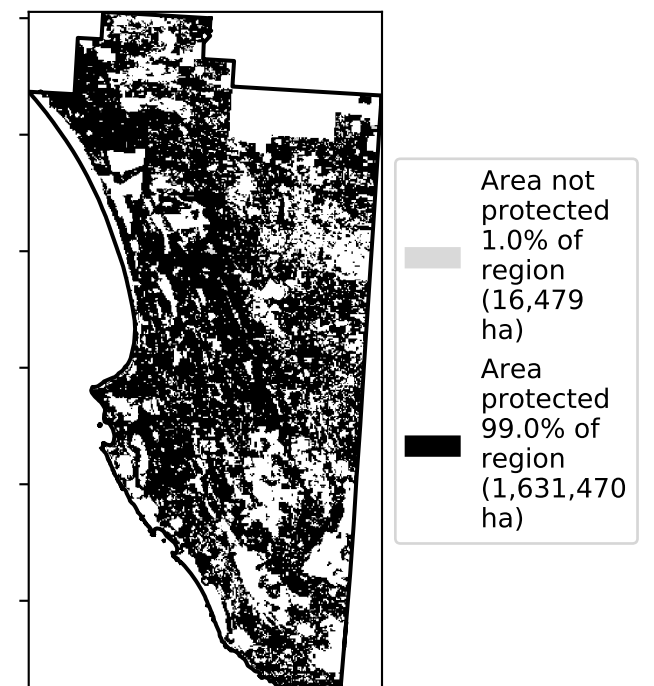 Area not
protected
1.0% of
region
(16,479
ha)
Area
protected
99.0% of
region
(1,631,470
ha)